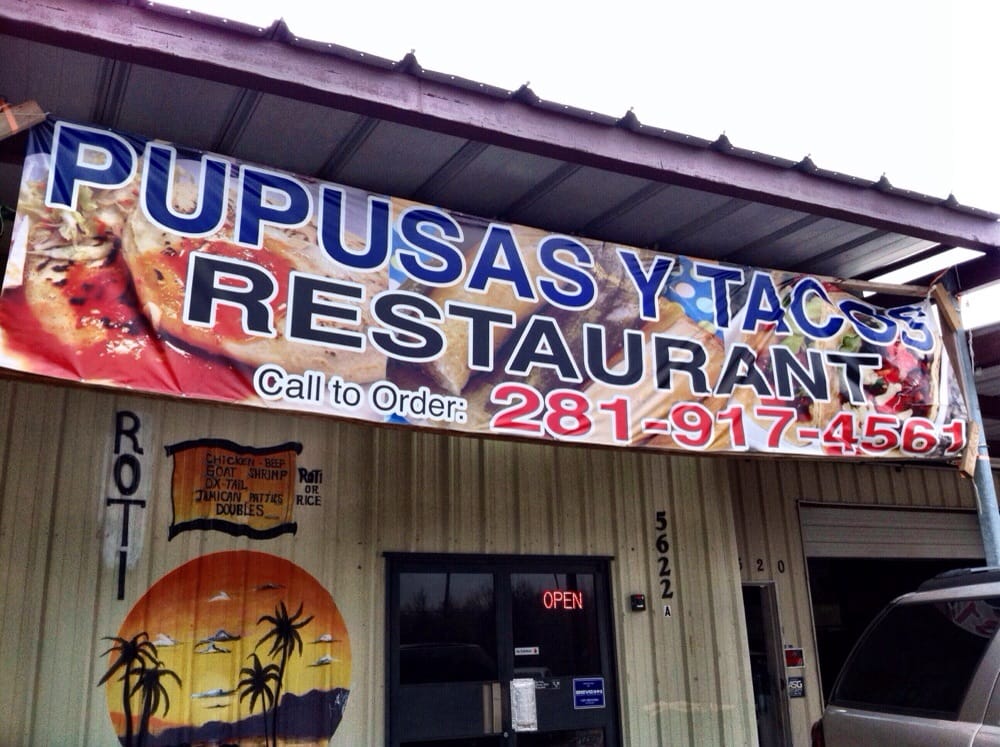 PUPUSAS Y TACOS
RESTAURANT
Call to Order: 281-917-4561
ROTI
CHICKEN - BEEF
GOAT SHRIMP
OX-TAIL
JAMICAN PATTIES
DOUBLES
ROTI
OR
RICE
5622
A
20
OPEN